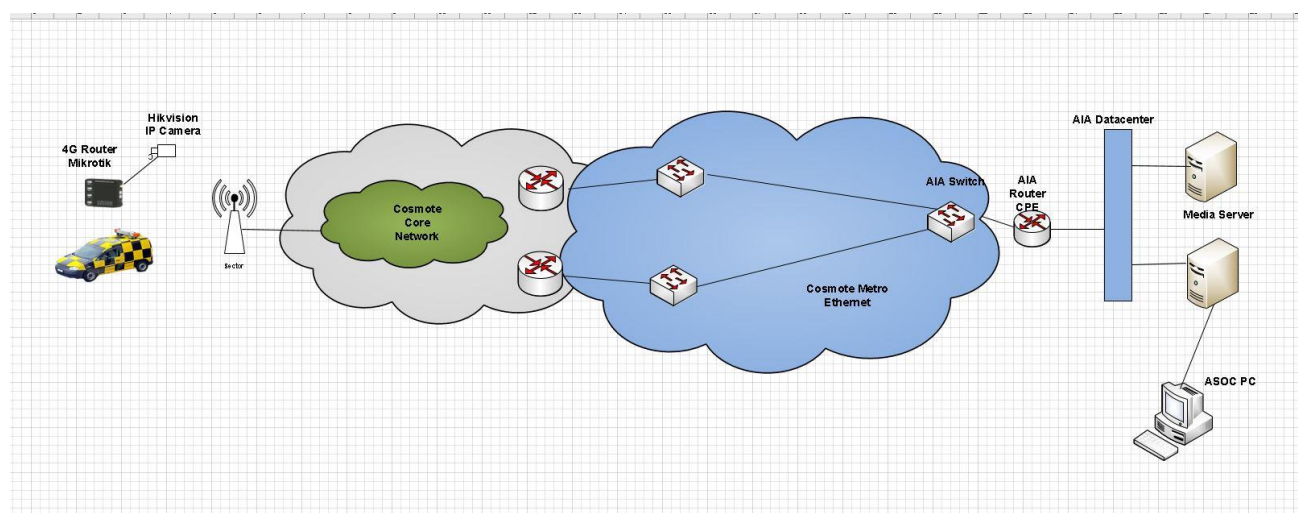 Hikvision
IP Camera
4G Router
Mikrotik
Sector
Cosmote
Core
Network
Cosmote Metro
Ethernet
AIA Switch
AIA
Router
CPE
AIA Datacenter
Media Server
ASOC PC